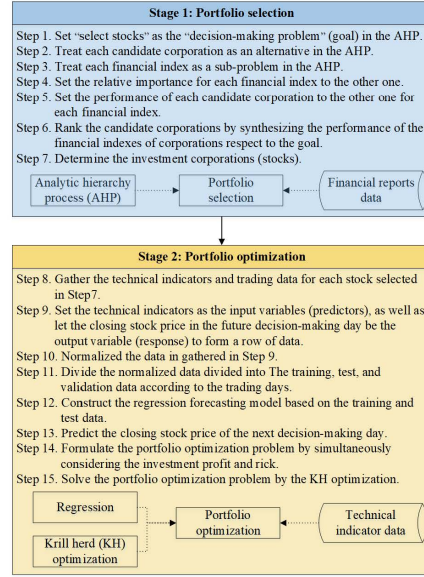 Stage 1: Portfolio selection
Step 1. Set “select stocks” as the “decision-making problem” (goal) in the AHP.
Step 2. Treat each candidate corporation as an alternative in the AHP.
Step 3. Treat each financial index as a sub-problem in the AHP.
Step 4. Set the relative importance for each financial index to the other one.
Step 5. Set the performance of each candidate corporation to the other one for
each financial index.
Step 6. Rank the candidate corporations by synthesizing the performance of the
financial indexes of corporations respect to the goal.
Step 7. Determine the investment corporations (stocks).
Analytic hierarchy
process (AHP)
Portfolio
selection
Financial reports
data
Stage 2: Portfolio optimization
Step 8. Gather the technical indicators and trading data for each stock selected
in Step7.
Step 9. Set the technical indicators as the input variables (predictors), as well as
let the closing stock price in the future decision-making day be the
output variable (response) to form a row of data.
Step 10. Normalized the data in gathered in Step 9.
Step 11. Divide the normalized data divided into The training, test, and
validation data according to the trading days.
Step 12. Construct the regression forecasting model based on the training and
test data.
Step 13. Predict the closing stock price of the next decision-making day.
Step 14. Formulate the portfolio optimization problem by simultaneously
considering the investment profit and rick.
Step 15. Solve the portfolio optimization problem by the KH optimization.
Regression
Krill herd (KH)
optimization
Portfolio
optimization
Technical
indicator data